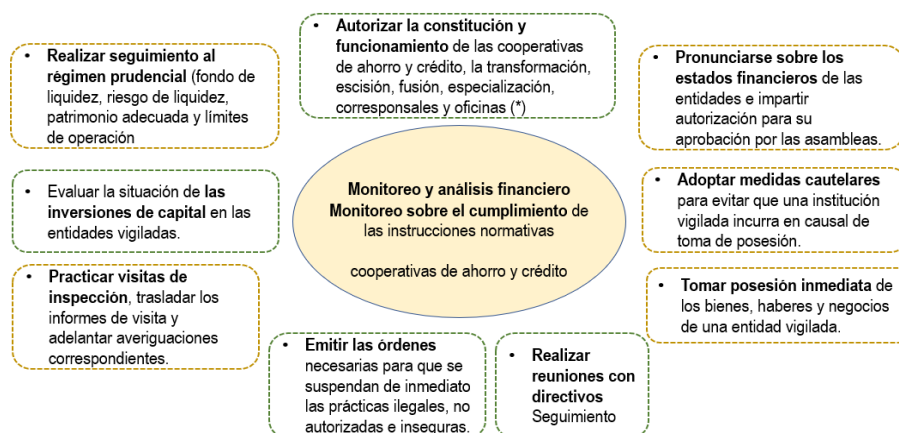 • Autorizar la constitución y
funcionamiento de las cooperativas
de ahorro y crédito, la transformación,
escisión, fusión, especialización,
corresponsales y oficinas (*)
• Realizar seguimiento al
régimen prudencial (fondo de
liquidez, riesgo de liquidez,
patrimonio adecuada y límites
de operación
• Pronunciarse sobre los
estados financieros de las
entidades e impartir
autorización para su
aprobación por las asambleas.
• Evaluar la situación de las
inversiones de capital en las
entidades vigiladas.
Monitoreo y análisis financiero
Monitoreo sobre el cumplimiento de
las instrucciones normativas
cooperativas de ahorro y crédito
• Adoptar medidas cautelares
para evitar que una institución
vigilada incurra en causal de
toma de posesión.
• Practicar visitas de
inspección, trasladar los
informes de visita y
adelantar averiguaciones
correspondientes.
• Tomar posesión inmediata de
los bienes, haberes y negocios
de una entidad vigilada.
• Emitir las órdenes
necesarias para que se
suspendan de inmediato
las prácticas ilegales, no
autorizadas e inseguras.
• Realizar
reuniones con
directivos
Seguimiento